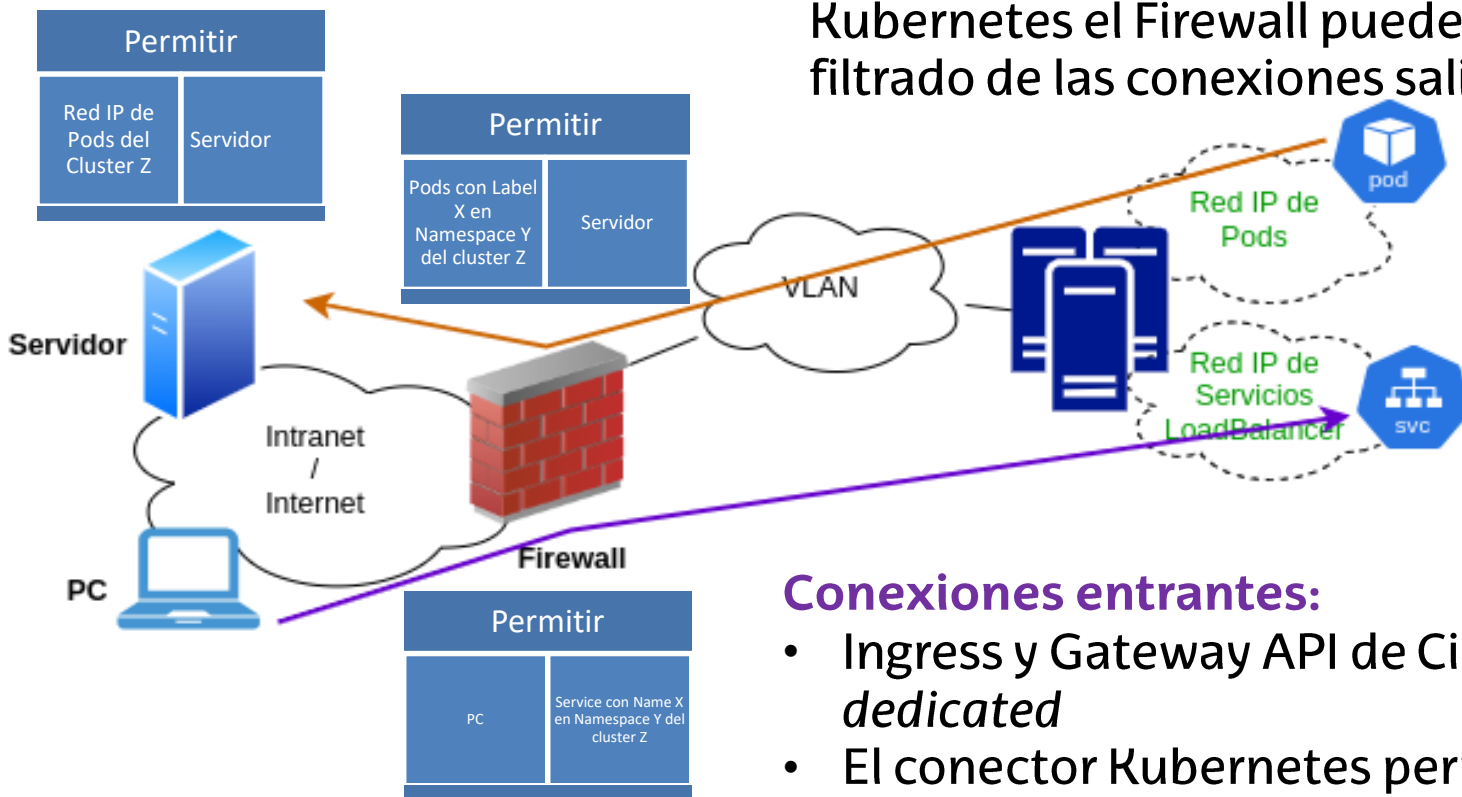 Kubernetes el Firewall puede
filtrado de las conexiones sali
Permitir
Red IP de
Pods del
Cluster Z
Servidor
Permitir
Pods con Label
X en
Namespace Y
del cluster Z
Servidor
pod
Red IP de
Pods
VLAN
Servidor
Red IP de
Servicios
LoadBalancer
svc
Intranet
/
Internet
Firewall
PC
Permitir
PC
Service con Name X
en Namespace Y del
cluster Z
Conexiones entrantes:
• Ingress y Gateway API de Ci
dedicated
• El conector Kubernetes per